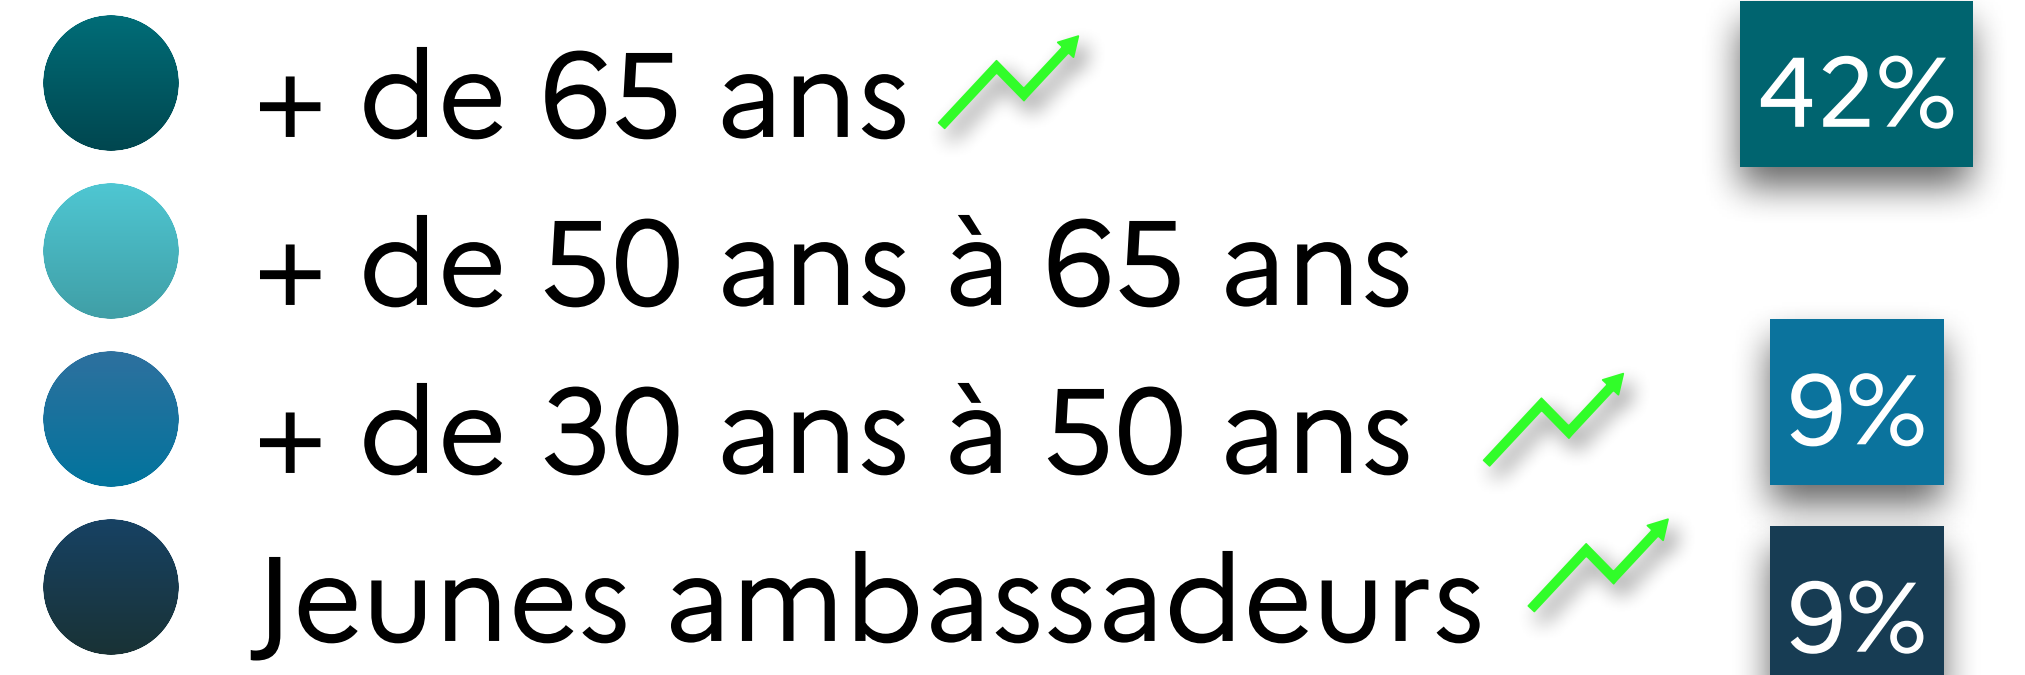 + de 65 ans 42%
+ de 50 ans à 65 ans
+ de 30 ans à 50 ans 9%
Jeunes ambassadeurs 9%